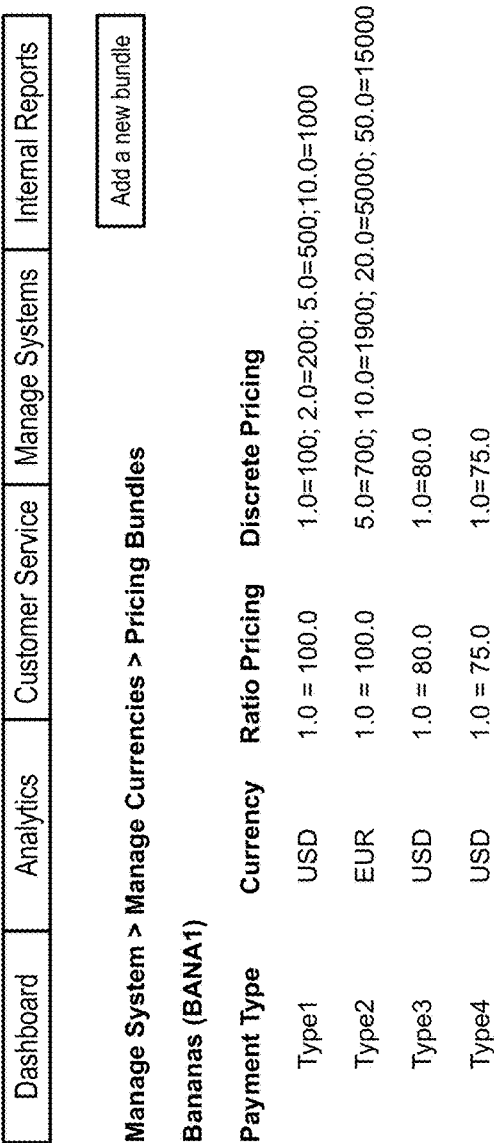 Dashboard Analytics Customer Service Manage Systems Internal Reports
Add a new bundle
Manage System > Manage Currencies > Pricing Bundles
Bananas (BANA1)
Payment Type Currency Ratio Pricing Discrete Pricing
Type1 USD 1.0 = 100.0 1.0=100; 2.0=200; 5.0=500;10.0=1000
Type2 EUR 1.0 = 100.0 5.0=700; 10.0=1900; 20.0=5000; 50.0=15000
Type3 USD 1.0 = 80.0 1.0=80.0
Type4 USD 1.0 = 75.0 1.0=75.0